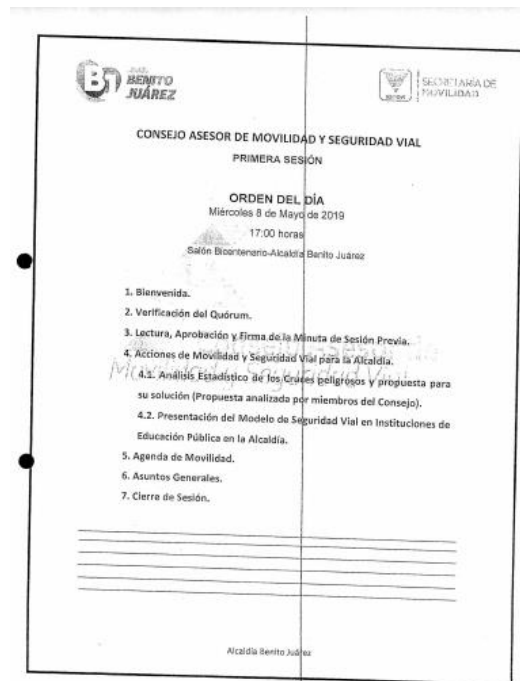 BJ
BENITO
JUÁREZ
SECRETARÍA DE
MOVILIDAD
CONSEJO ASESOR DE MOVILIDAD Y SEGURIDAD VIAL
PRIMERA SESIÓN
ORDEN DEL DÍA
Miércoles 8 de Mayo de 2019
17:00 horas
Salón Bicentenario-Alcaldía Benito Juárez
1. Bienvenida.
2. Verificación del Quórum.
3. Lectura, Aprobación y Firma de la Minuta de Sesión Previa.
4. Acciones de Movilidad y Seguridad Vial para la Alcaldía.
4.1. Análisis Estadístico de los Cruces peligrosos y propuesta para
su solución (Propuesta analizada por miembros del Consejo).
4.2. Presentación del Modelo de Seguridad Vial en Instituciones de
Educación Pública en la Alcaldía.
5. Agenda de Movilidad.
6. Asuntos Generales.
7. Cierre de Sesión.
Alcaldía Benito Juárez